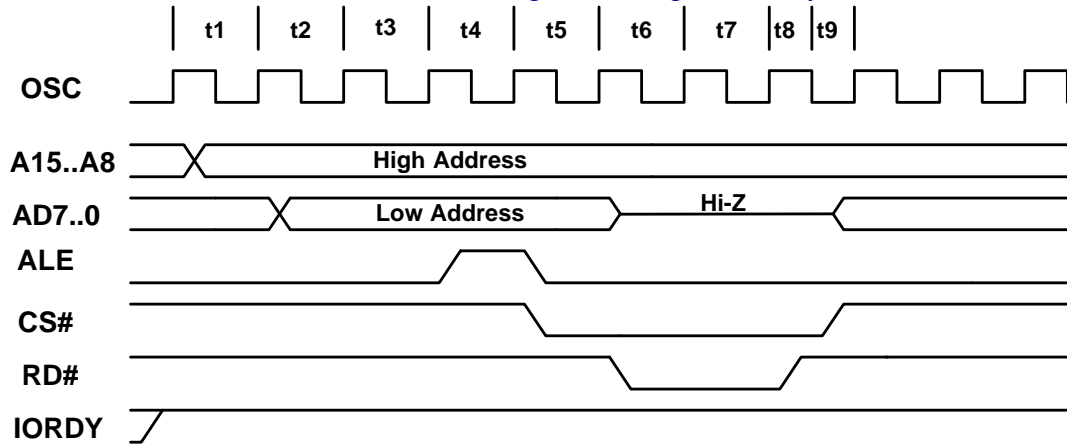 t1 t2 t3 t4 t5 t6 t7 t8 t9
OSC
A15..A8 High Address
AD7..0 Low Address Hi-Z
ALE
CS#
RD#
IORDY